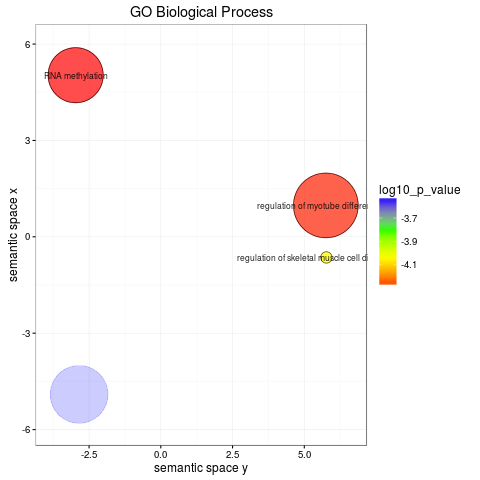 GO Biological Process
6
3
0
-3
-6
semantic space x
RNA methylation
regulation of myotube differe
regulation of skeletal muscle cell di
-2.5
0.0
2.5
5.0
semantic space y
log10_p_value
-3.7
-3.9
-4.1